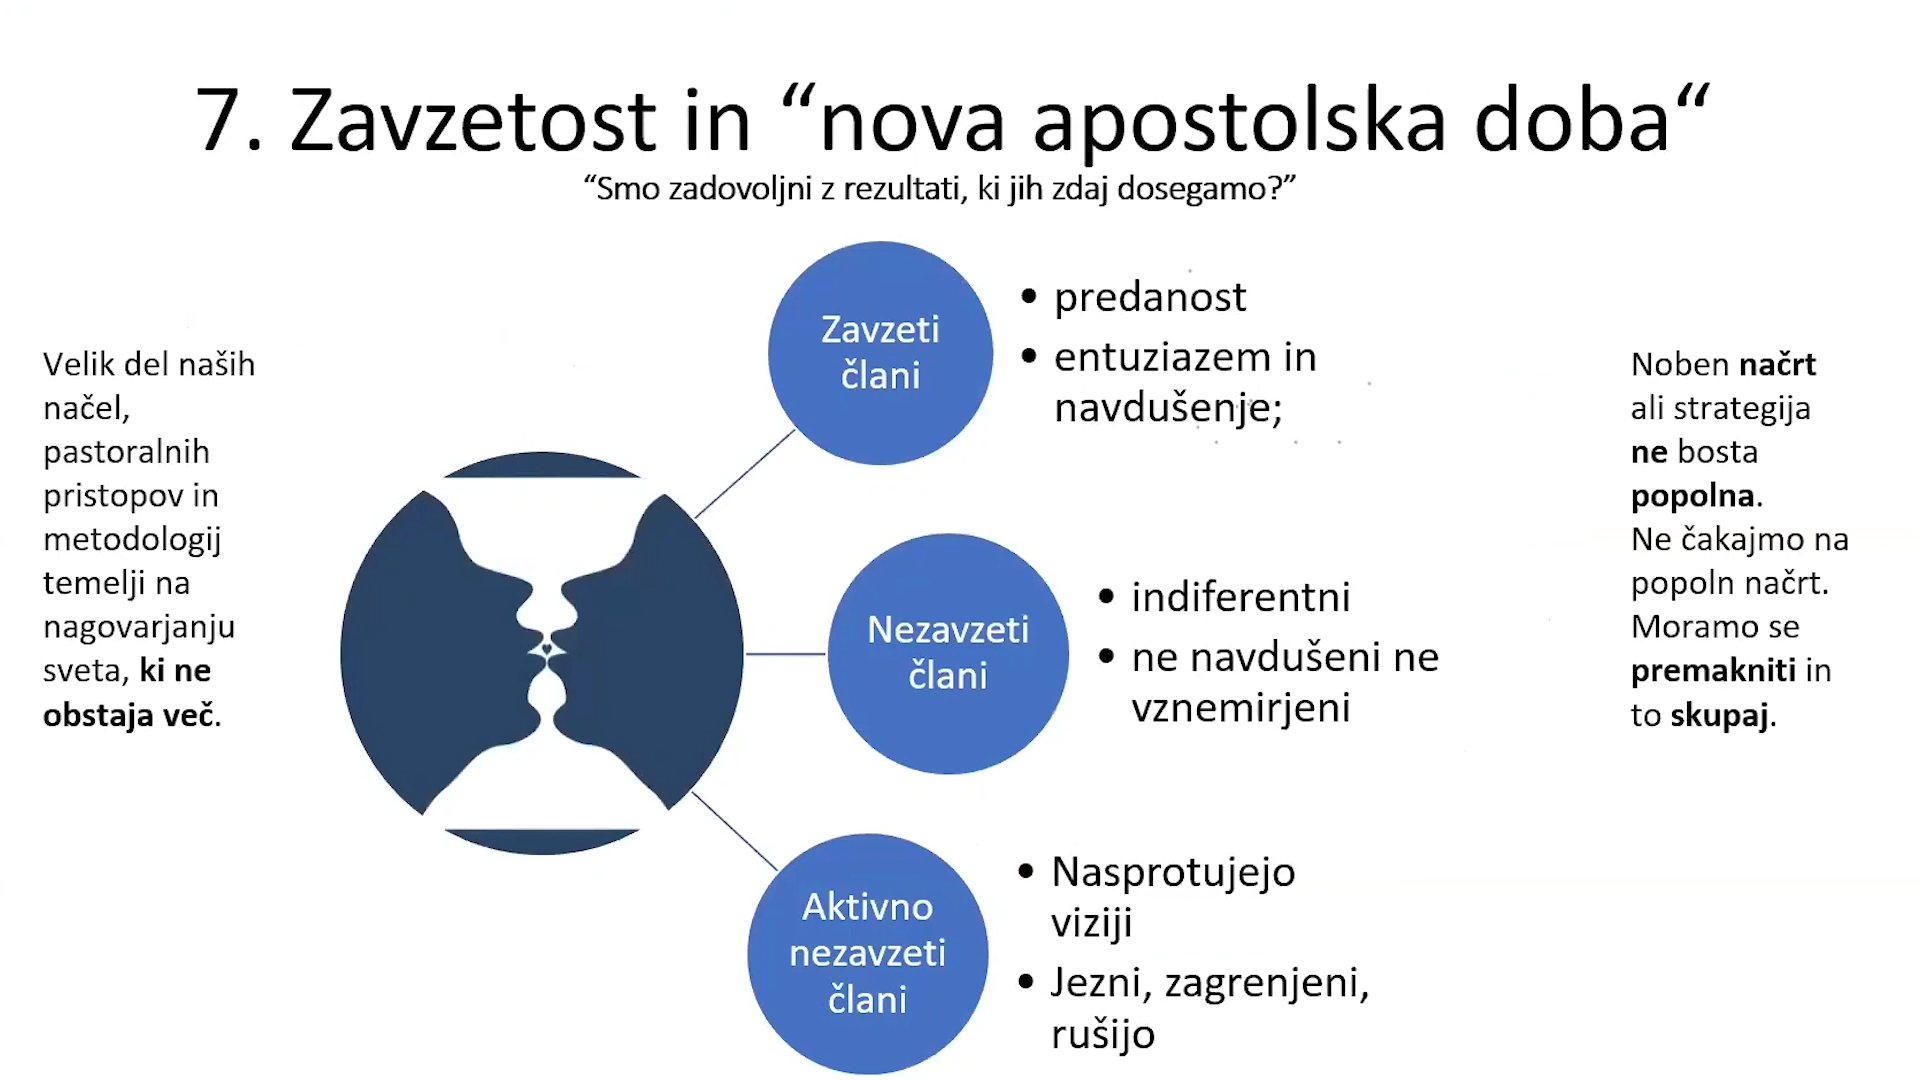 7. Zavzetost in “nova apostolska doba“
“Smo zadovoljni z rezultati, ki jih zdaj dosegamo?”
Velik del naših
načel,
pastoralnih
pristopov in
metodologij
temelji na
nagovarjanju
sveta, ki ne
obstaja več.
Zavzeti
člani
• predanost
• entuziazem in
navdušenje;
Nezavzeti
člani
• indiferentni
• ne navdušeni ne
vznemirjeni
Aktivno
nezavzeti
člani
• Nasprotujejo
viziji
• Jezni, zagrenjeni,
rušijo
Noben načrt
ali strategija
ne bosta
popolna.
Ne čakajmo na
popoln načrt.
Moramo se
premakniti in
to skupaj.